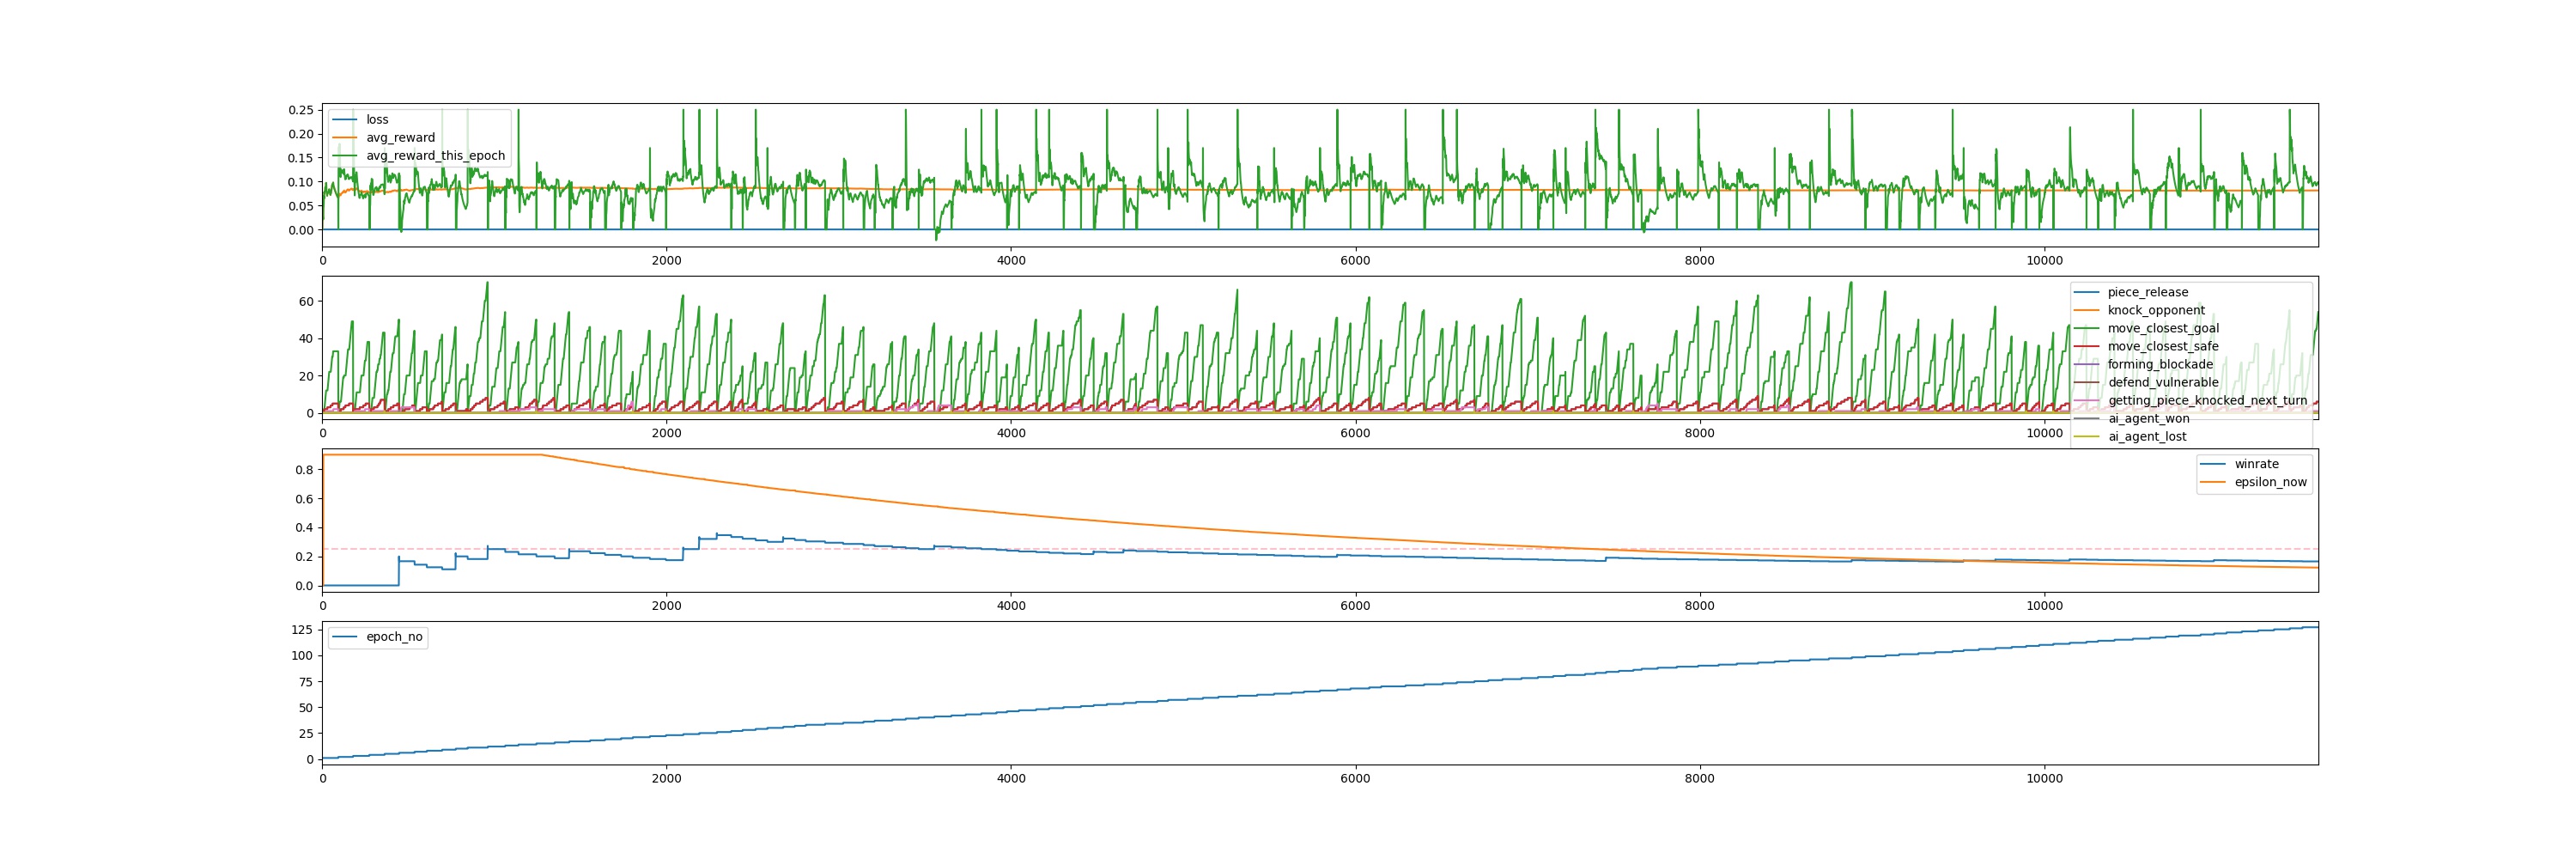 0.25
0.20
0.15
0.10
0.05
0.00
loss
avg_reward
avg_reward_this_epoch
0 2000 4000 6000 8000 10000
60
40
20
0
piece_release
knock_opponent
move_closest_goal
move_closest_safe
forming_blockade
defend_vulnerable
getting_piece_knocked_next_turn
ai_agent_won
ai_agent_lost
0 2000 4000 6000 8000 10000
0.8
0.6
0.4
0.2
0.0
winrate
epsilon_now
0 2000 4000 6000 8000 10000
125
100
75
50
25
0
epoch_no
0 2000 4000 6000 8000 10000